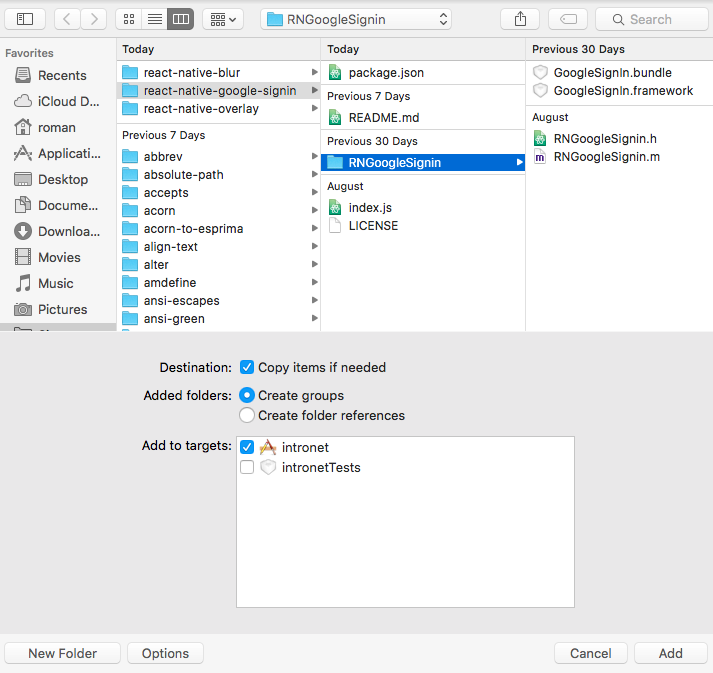 RNGoogleSignin
Search
Favorites
Recents
iCloud D...
roman
Applicati...
Desktop
Docume...
Downloa...
Movies
Music
Pictures
Today
react-native-blur
react-native-google-signin
react-native-overlay
Previous 7 Days
abbrev
absolute-path
accepts
acorn
acorn-to-esprima
align-text
alter
amdefine
ansi-escapes
ansi-green
Today
package.json
Previous 7 Days
README.md
Previous 30 Days
RNGoogleSignin
August
index.js
LICENSE
Previous 30 Days
GoogleSignIn.bundle
GoogleSignIn.framework
August
RNGoogleSignin.h
RNGoogleSignin.m
Destination: Copy items if needed
Added folders: Create groups
Create folder references
Add to targets: intronet
intronetTests
New Folder Options Cancel Add